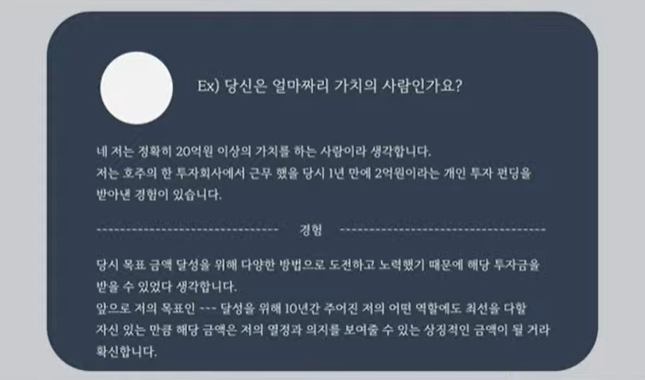 Ex) 당신은 얼마짜리 가치의 사람인가요?
네 저는 정확히 20억원 이상의 가치를 하는 사람이라 생각합니다.
저는 호주의 한 투자회사에서 근무 했을 당시 1년 만에 2억원이라는 개인 투자 펀딩을
받아낸 경험이 있습니다.
------------------------------ 경험 ----------------------------------
당시 목표 금액 달성을 위해 다양한 방법으로 도전하고 노력했기 때문에 해당 투자금을
받을 수 있었다 생각합니다.
앞으로 저의 목표인 ~~~ 달성을 위해 10년간 주어진 저의 어떤 역할에도 최선을 다할
자신 있는 만큼 해당 금액은 저의 열정과 의지를 보여줄 수 있는 상징적인 금액이 될 거라
확신합니다.